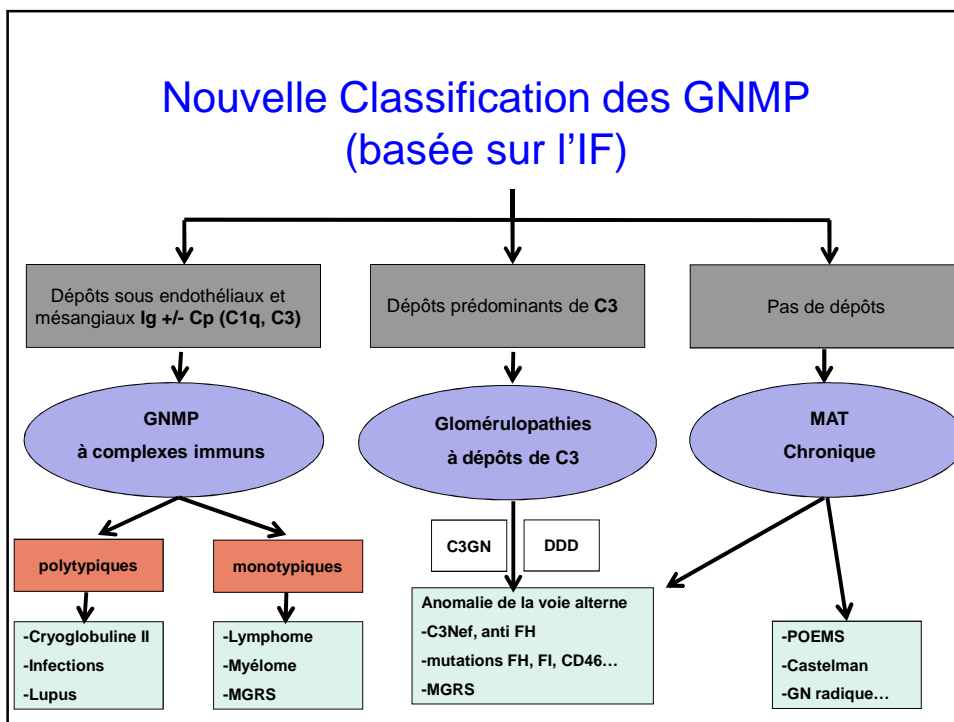 Nouvelle Classification des GNMP
(basée sur l'IF)
Dépôts sous endothéliaux et
mésangiaux Ig +/- Cp (C1q, C3)
Dépôts prédominants de C3
Pas de dépôts
GNMP
à complexes immuns
Glomérulopathies
à dépôts de C3
MAT
Chronique
polytypiques
monotypiques
C3GN
DDD
-Cryoglobuline II
-Infections
-Lupus
-Lymphome
-Myélome
-MGRS
Anomalie de la voie alterne
-C3Nef, anti FH
-mutations FH, FI, CD46…
-MGRS
-POEMS
-Castelman
-GN radique…